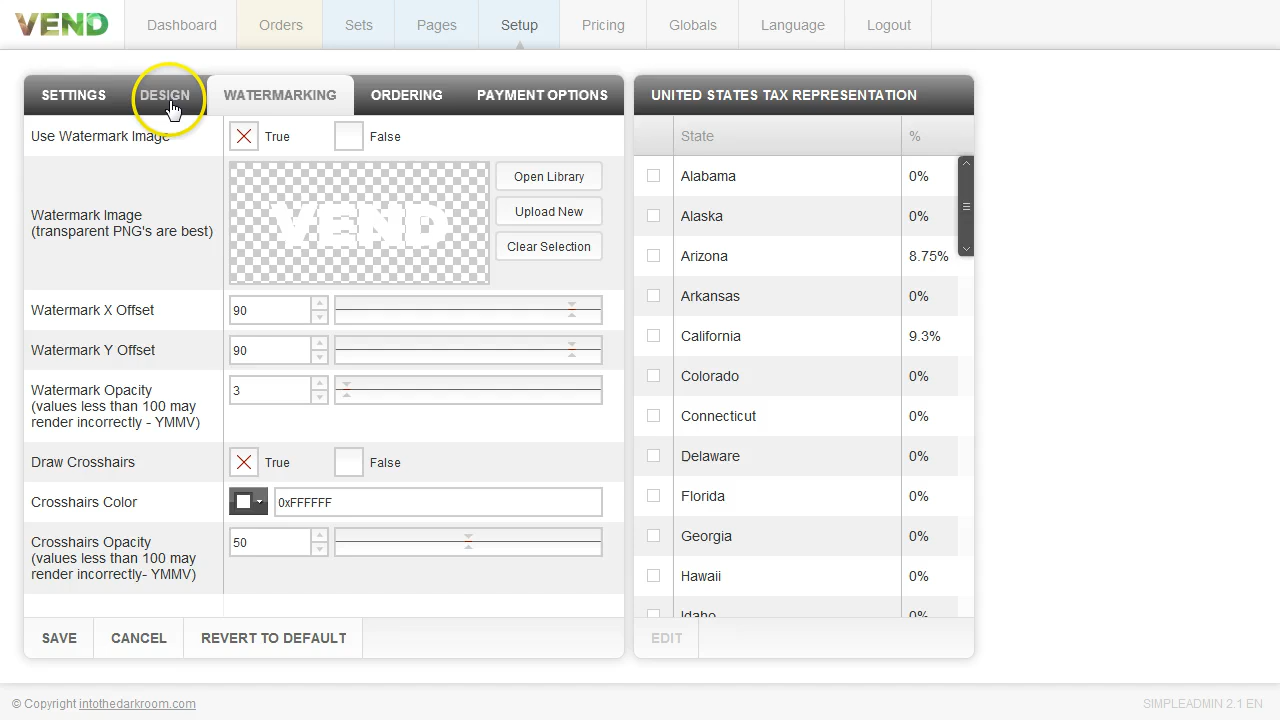 VEND
Dashboard
Orders
Sets
Pages
Setup
Pricing
Globals
Language
Logout
SETTINGS
DESIGN
WATERMARKING
ORDERING
PAYMENT OPTIONS
Use Watermark Image
True
False
Watermark Image
(transparent PNG's are best)
VEND
Open Library
Upload New
Clear Selection
Watermark X Offset
90
Watermark Y Offset
90
Watermark Opacity
(values less than 100 may
render incorrectly - YMMV)
3
Draw Crosshairs
True
False
Crosshairs Color
0xFFFFFF
Crosshairs Opacity
(values less than 100 may
render incorrectly- YMMV)
50
SAVE
CANCEL
REVERT TO DEFAULT
UNITED STATES TAX REPRESENTATION
State
%
Alabama
0%
Alaska
0%
Arizona
8.75%
Arkansas
0%
California
9.3%
Colorado
0%
Connecticut
0%
Delaware
0%
Florida
0%
Georgia
0%
Hawaii
0%
Idaho
0%
EDIT
© Copyright intothedarkroom.com
SIMPLEADMIN 2.1 EN